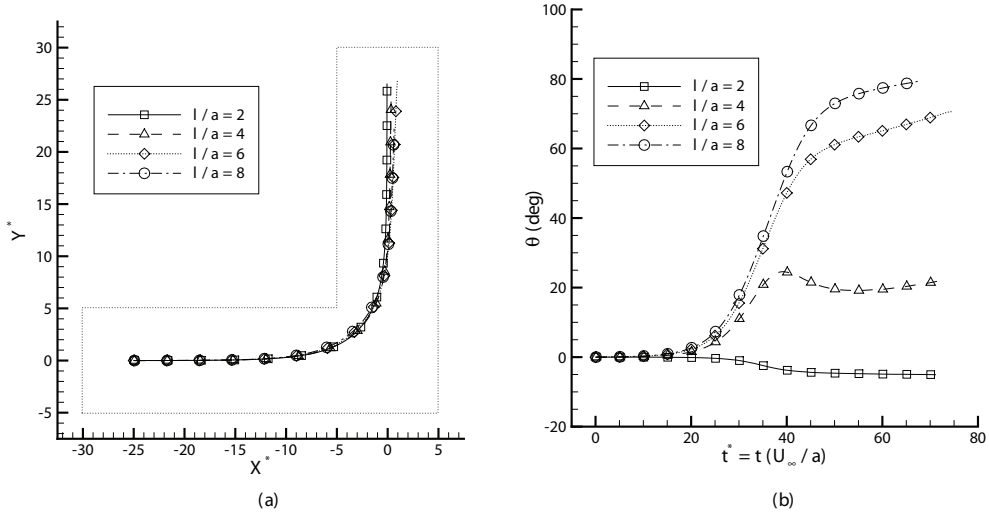 30
25
20
15
10
5
0
-5
Y*
-30 -25 -20 -15 -10 -5 0 5
X*
l / a = 2
l / a = 4
l / a = 6
l / a = 8
(a)
100
80
60
40
20
0
-20
θ (deg)
0 20 40 60 80
t* = t (U∞ / a)
l / a = 2
l / a = 4
l / a = 6
l / a = 8
(b)